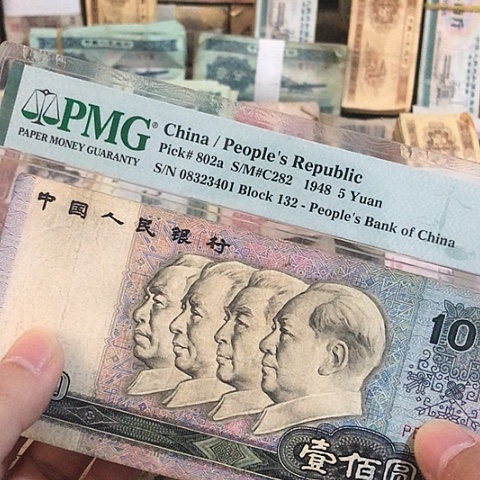 PMG®
PAPER MONEY GUARANTY
China / People's Republic
Pick# 802a S/M#C282 1948 5 Yuan
S/N 08323401 Block 132 - People's Bank of China
中国人民银行
10
壹佰圆